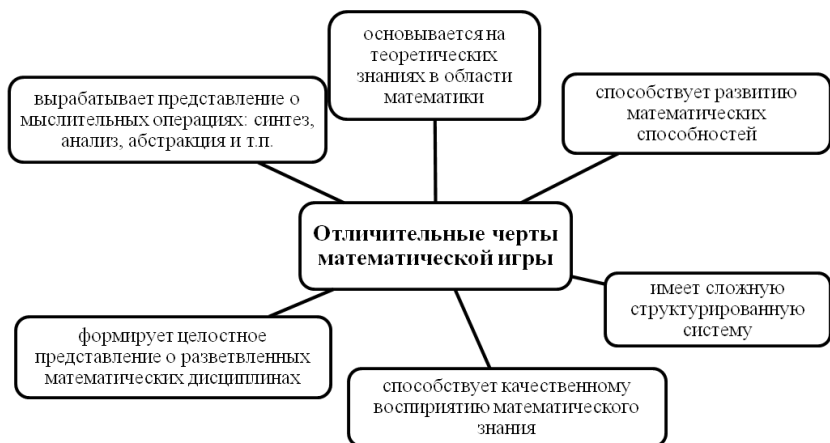 основывается на
теоретических
знаниях в области
математики
вырабатывает представление о
мыслительных операциях: синтез,
анализ, абстракция и т.п.
способствует развитию
математических
способностей
Отличительные черты
математической игры
имеет сложную
структурированную
систему
формирует целостное
представление о разветвленных
математических дисциплинах
способствует качественному
восприятию математического
знания